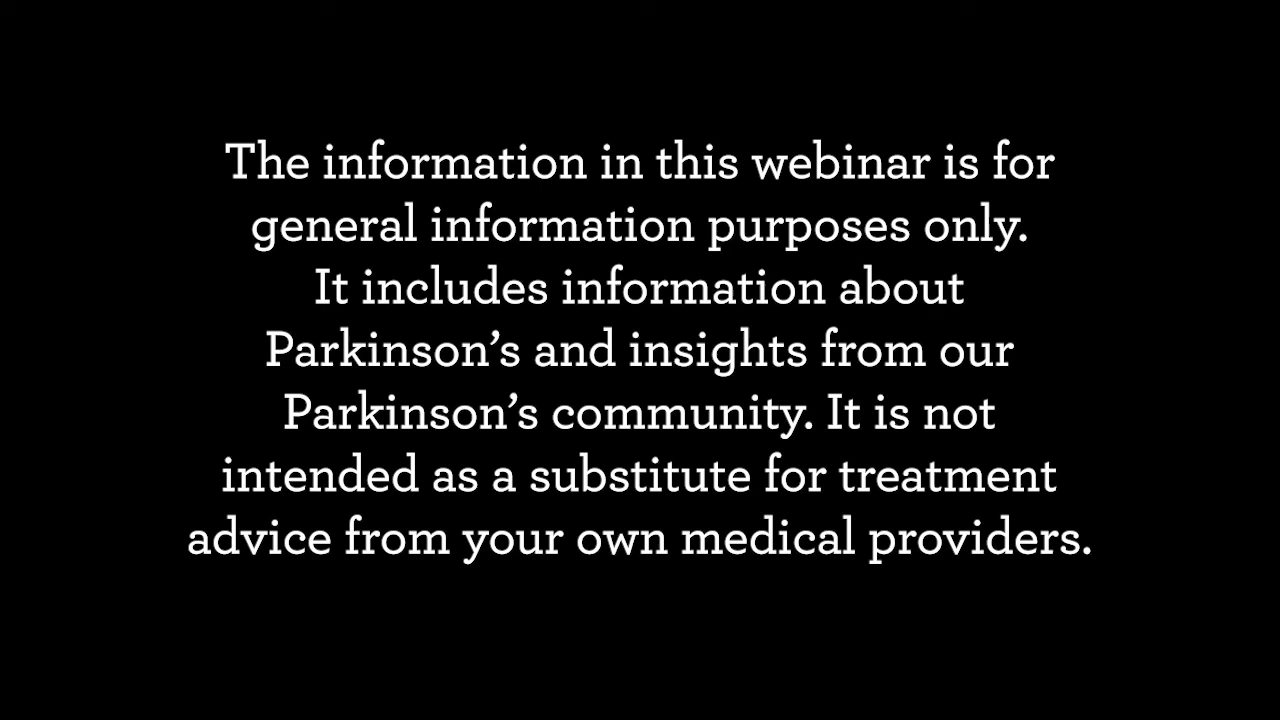 The information in this webinar is for
general information purposes only.
It includes information about
Parkinson’s and insights from our
Parkinson’s community. It is not
intended as a substitute for treatment
advice from your own medical providers.